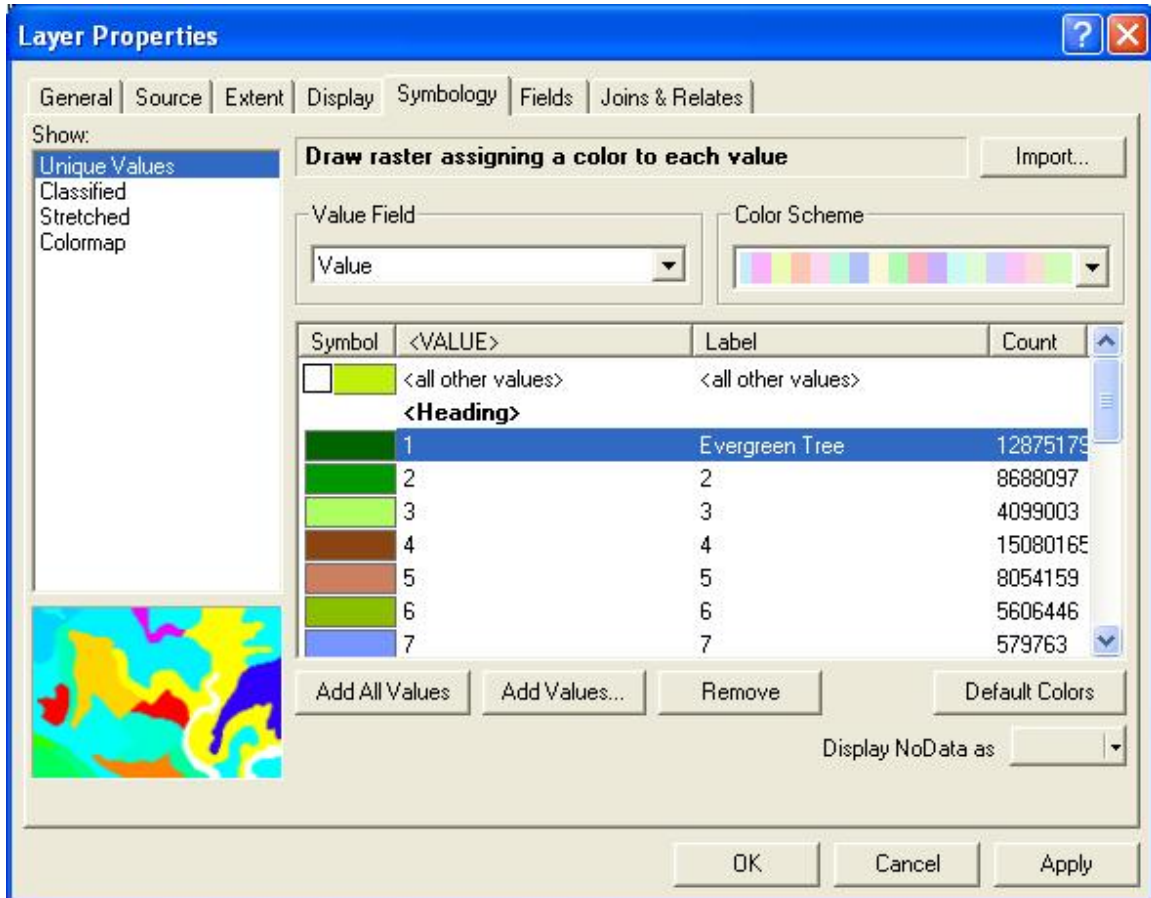 Layer Properties
General Source Extent Display Symbology Fields Joins & Relates
Show:
Unique Values
Classified
Stretched
Colormap
Draw raster assigning a color to each value
Import...
Value Field
Value
Color Scheme
Symbol <VALUE> Label Count
<all other values> <all other values>
<Heading>
1 Evergreen Tree 12875179
2 2 8688097
3 3 4099003
4 4 15080165
5 5 8054159
6 6 5606446
7 7 579763
Add All Values Add Values... Remove Default Colors
Display NoData as
OK Cancel Apply